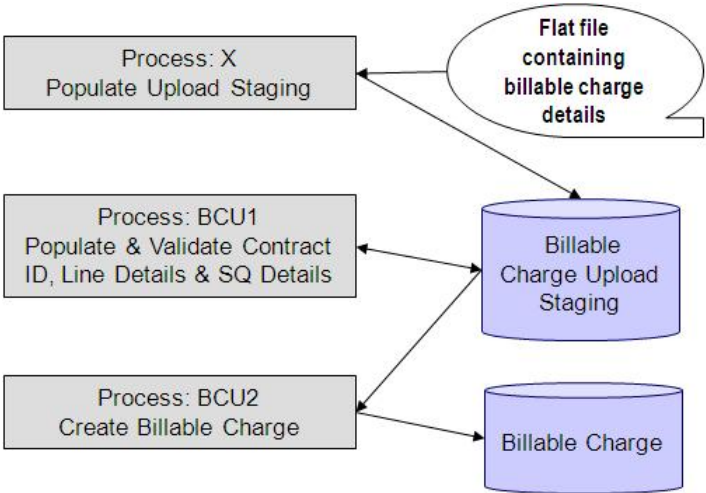 Process: X
Populate Upload Staging
Flat file
containing
billable charge
details
Process: BCU1
Populate & Validate Contract
ID, Line Details & SQ Details
Billable
Charge Upload
Staging
Process: BCU2
Create Billable Charge
Billable Charge